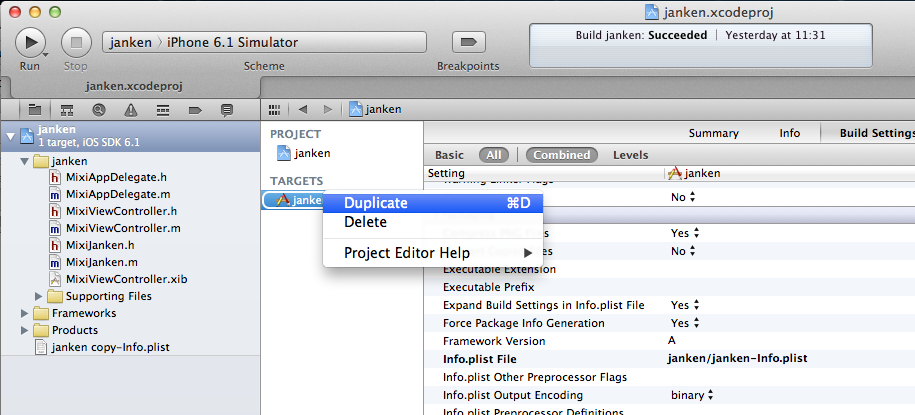 janken.xcodeproj
janken 〉 iPhone 6.1 Simulator
Build janken: Succeeded | Yesterday at 11:31
Run
Stop
Scheme
Breakpoints
janken.xcodeproj
janken
janken
1 target, iOS SDK 6.1
janken
MixiAppDelegate.h
MixiAppDelegate.m
MixiViewController.h
MixiViewController.m
MixiJanken.h
MixiJanken.m
MixiViewController.xib
Supporting Files
Frameworks
Products
janken copy-Info.plist
PROJECT
janken
TARGETS
Duplicate ⌘D
Delete
Project Editor Help
Summary Info Build Settings
Basic All Combined Levels
Setting janken
No
Yes
No
Executable Extension
Executable Prefix
Expand Build Settings in Info.plist File Yes
Force Package Info Generation Yes
Framework Version A
Info.plist File janken/janken-Info.plist
Info.plist Other Preprocessor Flags
Info.plist Output Encoding binary
Info.plist Preprocessor Definitions